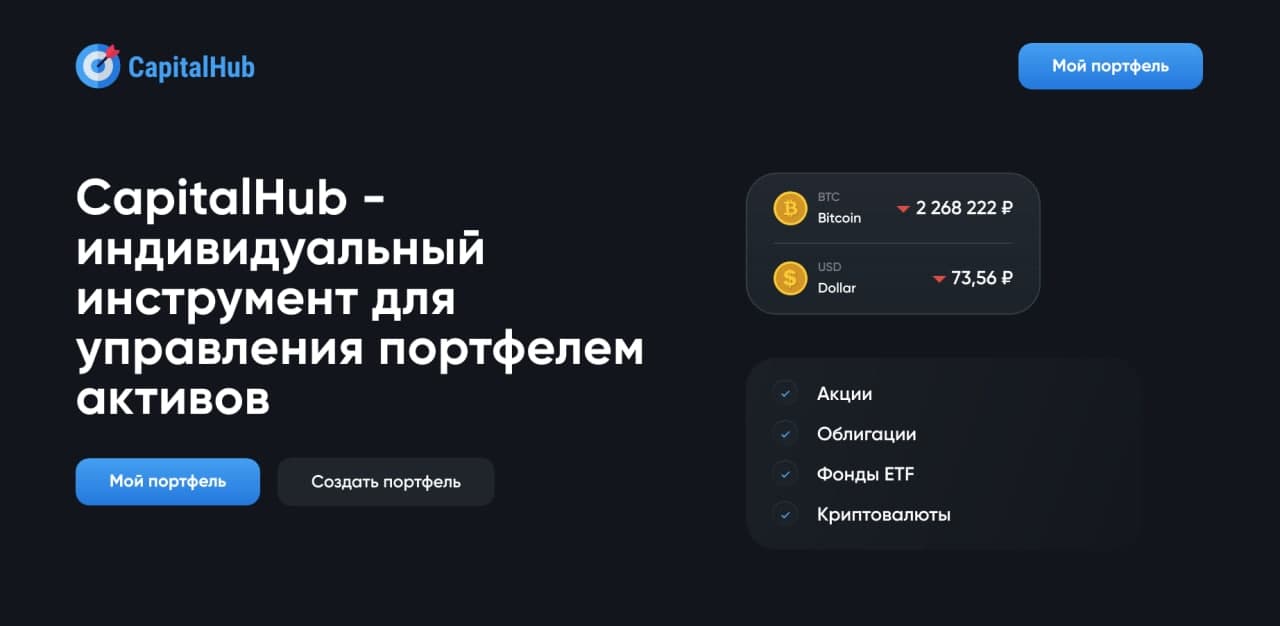 CapitalHub
Мой портфель
CapitalHub -
индивидуальный
инструмент для
управления портфелем
активов
Мой портфель
Создать портфель
BTC
Bitcoin
2 268 222 ₽
USD
Dollar
73,56 ₽
Акции
Облигации
Фонды ETF
Криптовалюты